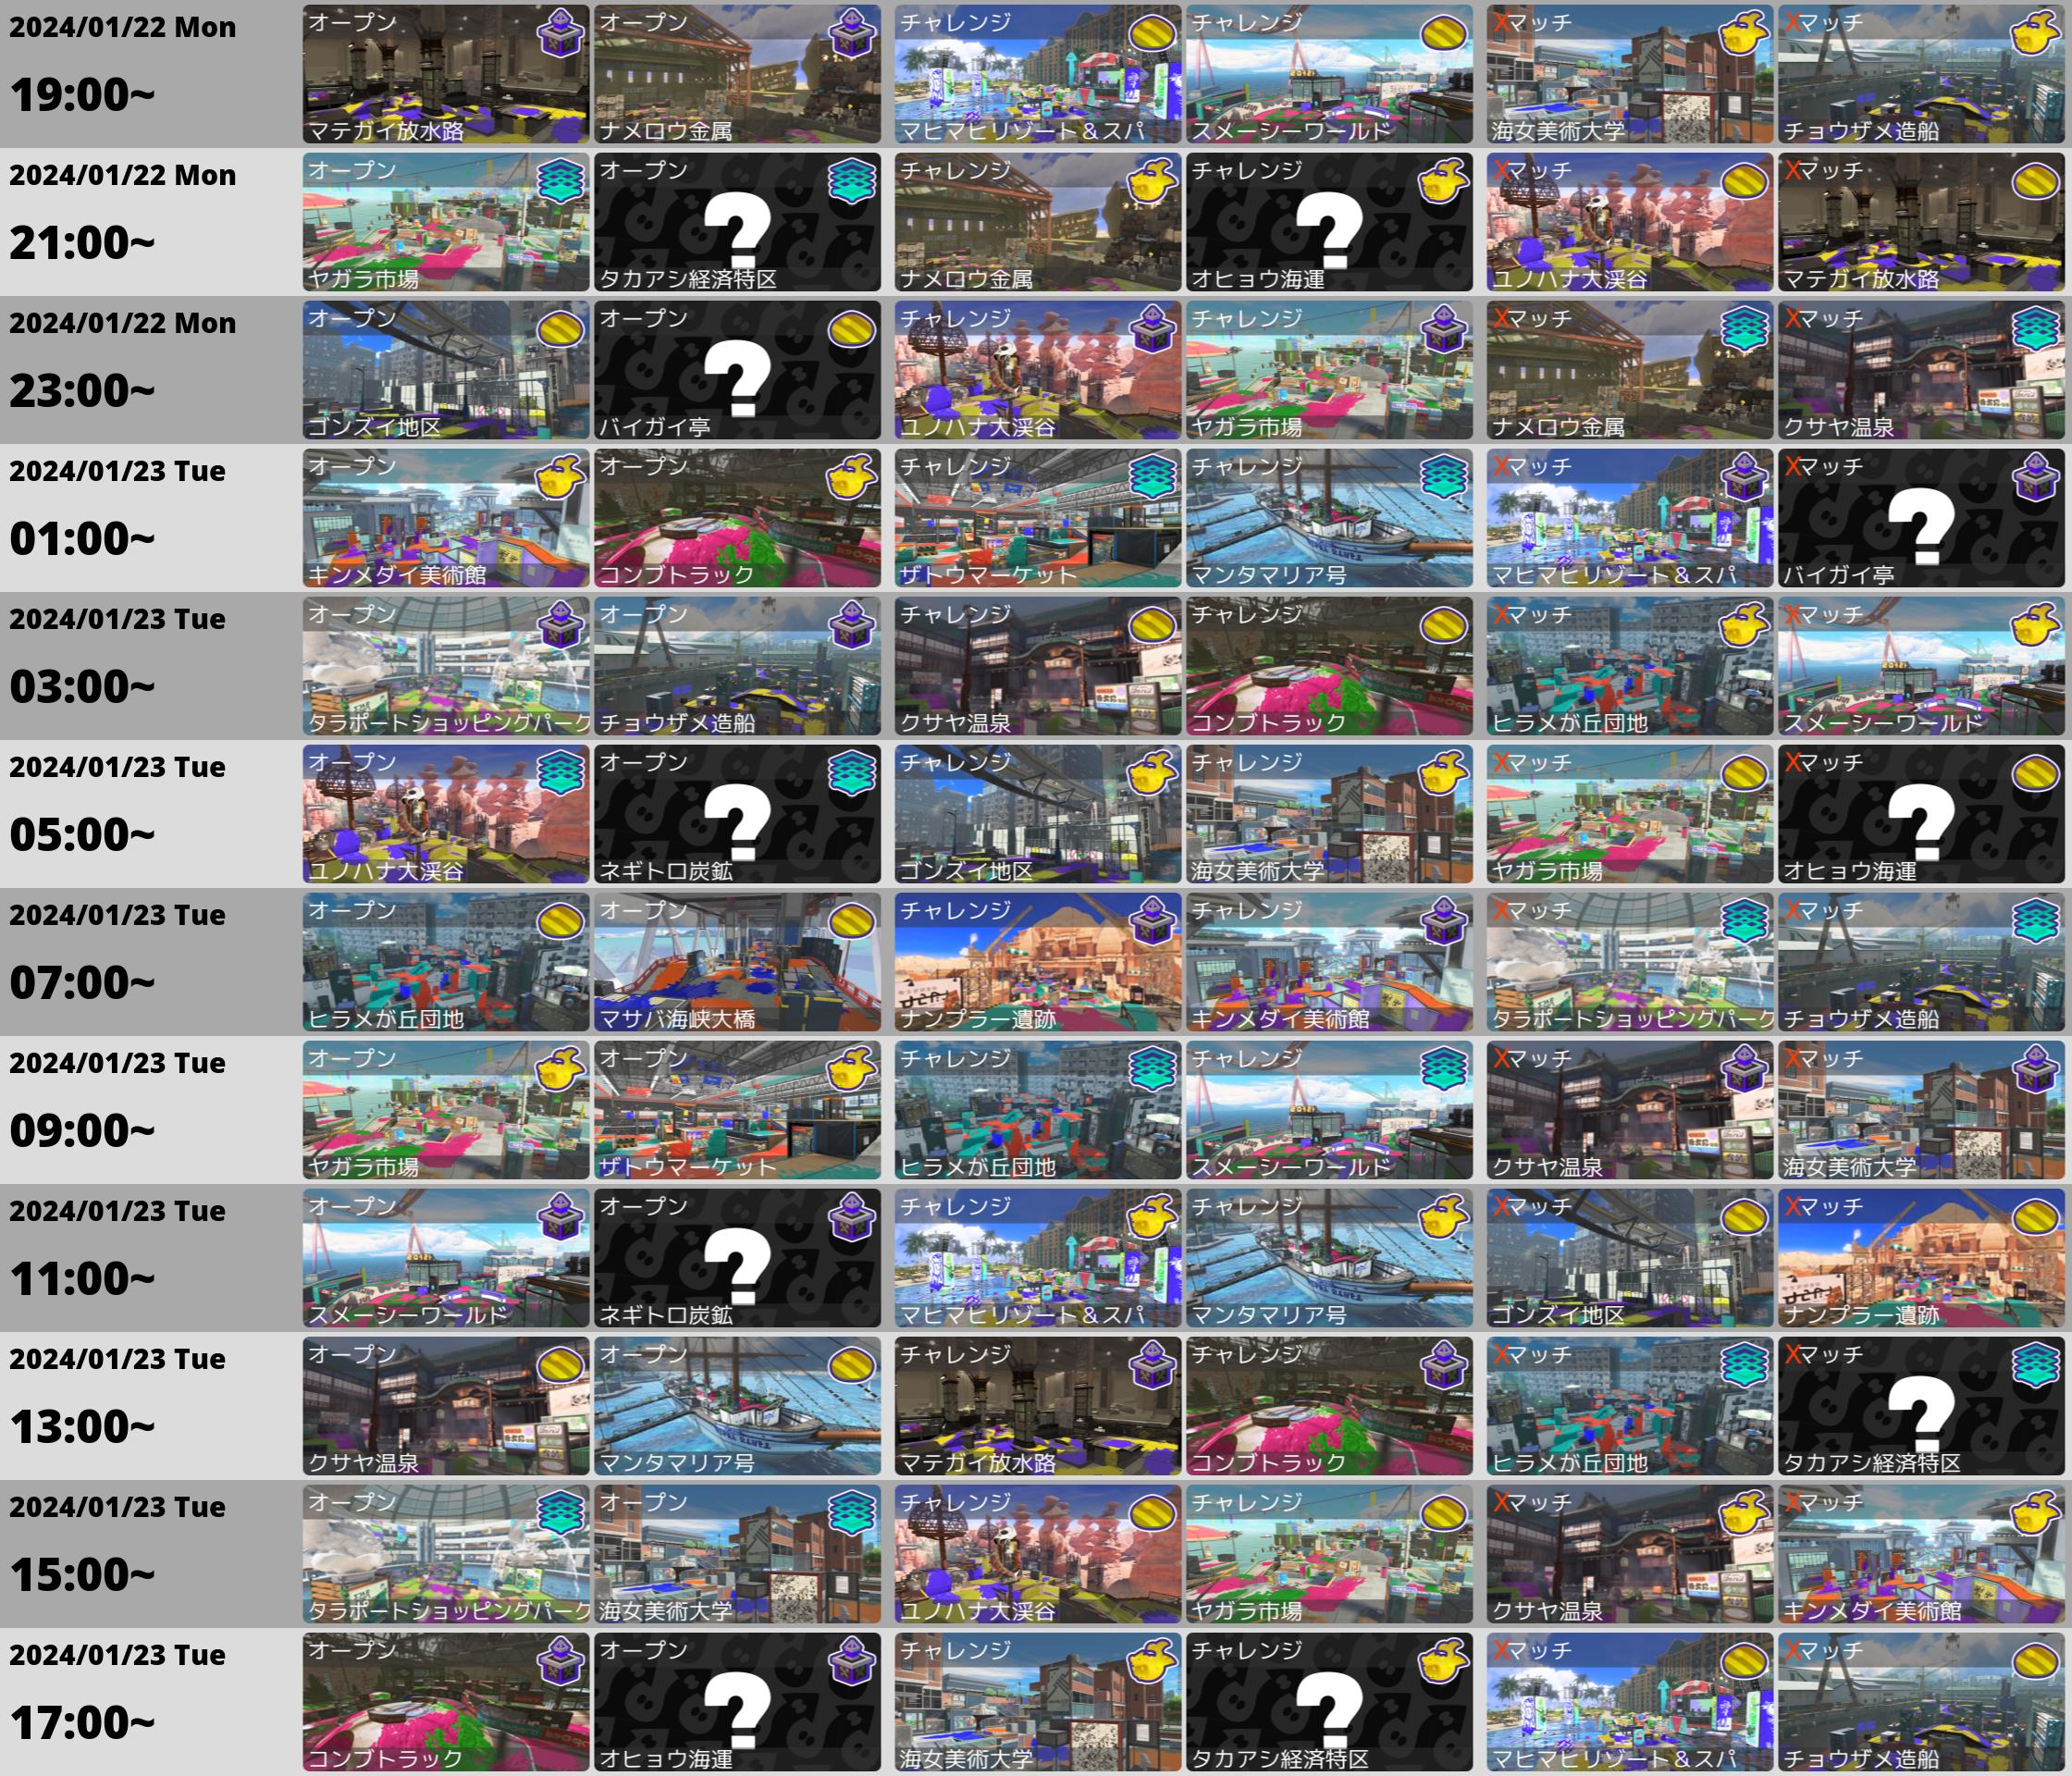 2024/01/22 Mon
19:00~
オープン オープン チャレンジ チャレンジ Xマッチ Xマッチ
マテガイ放水路 ナメロウ金属 マヒマヒリゾート＆スパ スメーシーワールド 海女美術大学 チョウザメ造船
2024/01/22 Mon
21:00~
オープン オープン チャレンジ チャレンジ Xマッチ Xマッチ
?
?
ヤガラ市場 タカアシ経済特区 ナメロウ金属 オヒョウ海運 ユノハナ大渓谷 マテガイ放水路
2024/01/22 Mon
23:00~
オープン オープン チャレンジ チャレンジ Xマッチ Xマッチ
?
ゴンズイ地区 バイガイ亭 ユノハナ大渓谷 ヤガラ市場 ナメロウ金属 クサヤ温泉
2024/01/23 Tue
01:00~
オープン オープン チャレンジ チャレンジ Xマッチ Xマッチ
?
キンメダイ美術館 コンブトラック ザトウマーケット マンタマリア号 マヒマヒリゾート＆スパ バイガイ亭
2024/01/23 Tue
03:00~
オープン オープン チャレンジ チャレンジ Xマッチ Xマッチ
タラポートショッピングパーク チョウザメ造船 クサヤ温泉 コンブトラック ヒラメが丘団地 スメーシーワールド
2024/01/23 Tue
05:00~
オープン オープン チャレンジ チャレンジ Xマッチ Xマッチ
?
?
ユノハナ大渓谷 ネギトロ炭鉱 ゴンズイ地区 海女美術大学 ヤガラ市場 オヒョウ海運
2024/01/23 Tue
07:00~
オープン オープン チャレンジ チャレンジ Xマッチ Xマッチ
ヒラメが丘団地 マサバ海峡大橋 ナンプラー遺跡 キンメダイ美術館 タラポートショッピングパーク チョウザメ造船
2024/01/23 Tue
09:00~
オープン オープン チャレンジ チャレンジ Xマッチ Xマッチ
ヤガラ市場 ザトウマーケット ヒラメが丘団地 スメーシーワールド クサヤ温泉 海女美術大学
2024/01/23 Tue
11:00~
オープン オープン チャレンジ チャレンジ Xマッチ Xマッチ
?
スメーシーワールド ネギトロ炭鉱 マヒマヒリゾート＆スパ マンタマリア号 ゴンズイ地区 ナンプラー遺跡
2024/01/23 Tue
13:00~
オープン オープン チャレンジ チャレンジ Xマッチ Xマッチ
?
クサヤ温泉 マンタマリア号 マテガイ放水路 コンブトラック ヒラメが丘団地 タカアシ経済特区
2024/01/23 Tue
15:00~
オープン オープン チャレンジ チャレンジ Xマッチ Xマッチ
タラポートショッピングパーク 海女美術大学 ユノハナ大渓谷 ヤガラ市場 クサヤ温泉 キンメダイ美術館
2024/01/23 Tue
17:00~
オープン オープン チャレンジ チャレンジ Xマッチ Xマッチ
?
?
コンブトラック オヒョウ海運 海女美術大学 タカアシ経済特区 マヒマヒリゾート＆スパ チョウザメ造船